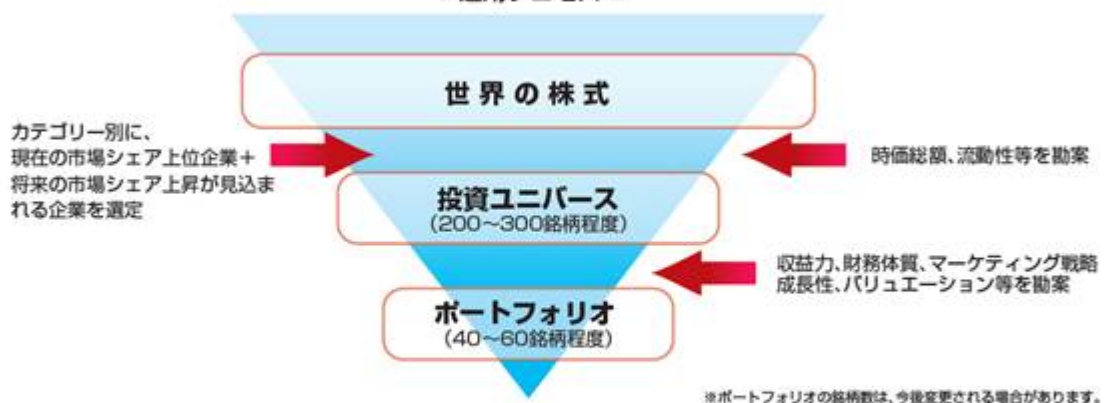 世界の株式
カテゴリー別に、
現在の市場シェア上位企業＋
将来の市場シェア上昇が見込ま
れる企業を選定
時価総額、流動性等を勘案
投資ユニバース
(200～300銘柄程度)
収益力、財務体質、マーケティング戦略
成長性、バリュエーション等を勘案
ポートフォリオ
(40～60銘柄程度)
※ポートフォリオの銘柄数は、今後変更される場合があります。